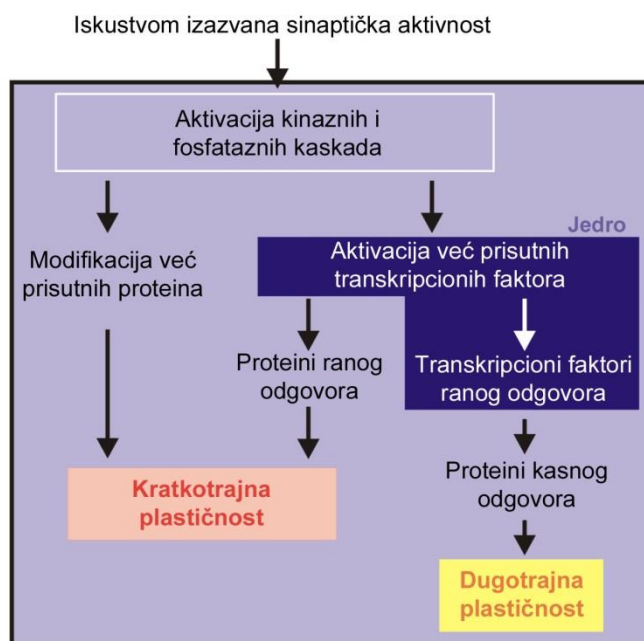 Iskustvom izazvana sinaptička aktivnost
Aktivacija kinaznih i
fosfataznih kaskada
Jedro
Modifikacija već
prisutnih proteina
Aktivacija već prisutnih
transkripcionih faktora
Proteini ranog
odgovora
Transkripcioni faktori
ranog odgovora
Kratkotrajna
plastičnost
Proteini kasnog
odgovora
Dugotrajna
plastičnost